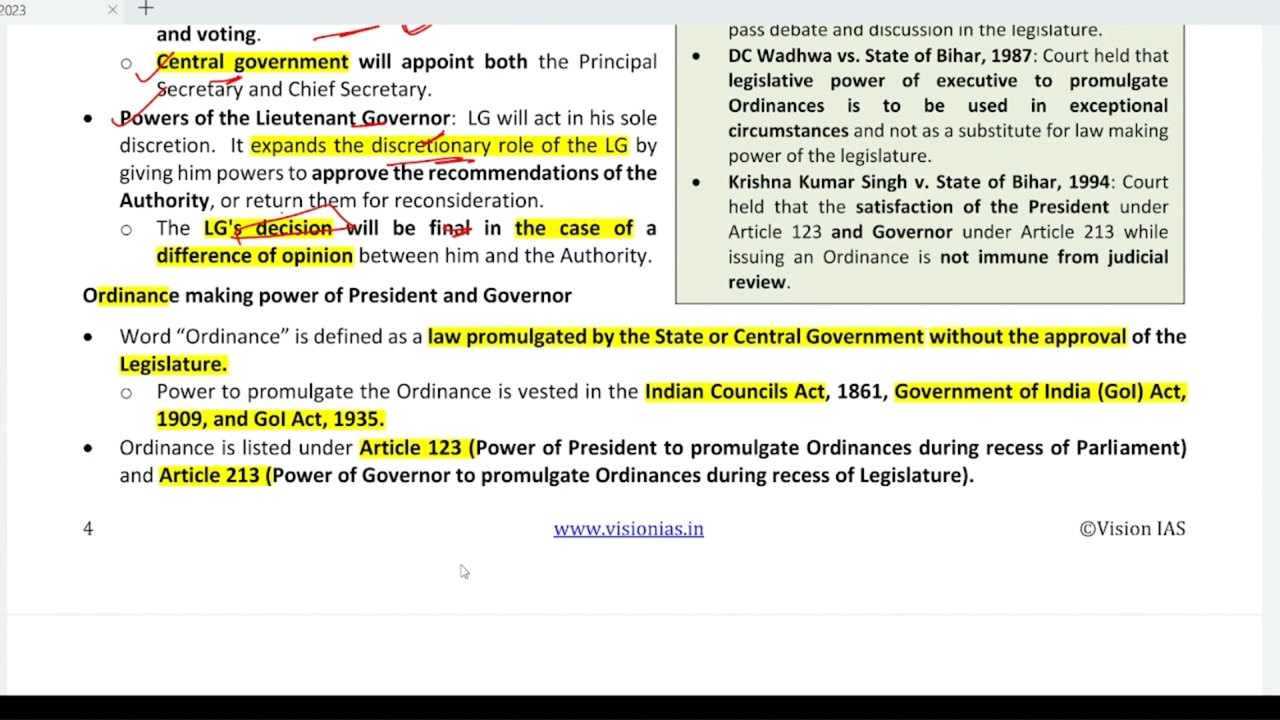 2023
and voting.
o Central government will appoint both the Principal
Secretary and Chief Secretary.
• Powers of the Lieutenant Governor: LG will act in his sole
discretion. It expands the discretionary role of the LG by
giving him powers to approve the recommendations of the
Authority, or return them for reconsideration.
o The LG's decision will be final in the case of a
difference of opinion between him and the Authority.
pass debate and discussion in the legislature.
• DC Wadhwa vs. State of Bihar, 1987: Court held that
legislative power of executive to promulgate
Ordinances is to be used in exceptional
circumstances and not as a substitute for law making
power of the legislature.
• Krishna Kumar Singh v. State of Bihar, 1994: Court
held that the satisfaction of the President under
Article 123 and Governor under Article 213 while
issuing an Ordinance is not immune from judicial
review.
Ordinance making power of President and Governor
• Word “Ordinance” is defined as a law promulgated by the State or Central Government without the approval of the
Legislature.
o Power to promulgate the Ordinance is vested in the Indian Councils Act, 1861, Government of India (GoI) Act,
1909, and GoI Act, 1935.
• Ordinance is listed under Article 123 (Power of President to promulgate Ordinances during recess of Parliament)
and Article 213 (Power of Governor to promulgate Ordinances during recess of Legislature).
4
www.visionias.in
©Vision IAS